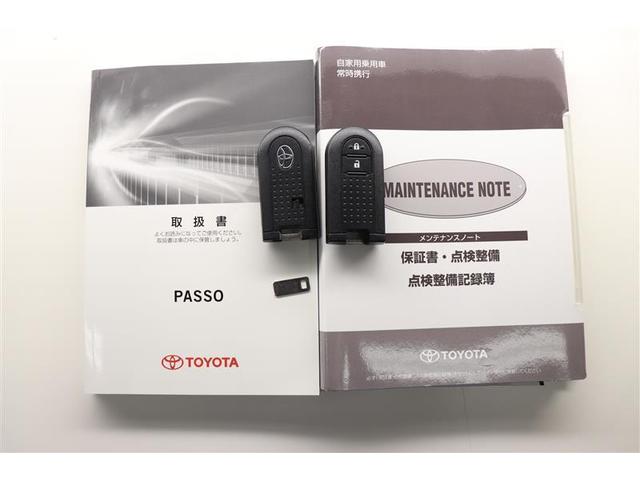 取扱書
よくお読みになってご使用ください。
取扱書は車の中に保管しましょう。
PASSO
TOYOTA
自家用乗用車
常時携行
MAINTENANCE NOTE
メンテナンスノート
保証書・点検整備
点検整備記録簿
TOYOTA